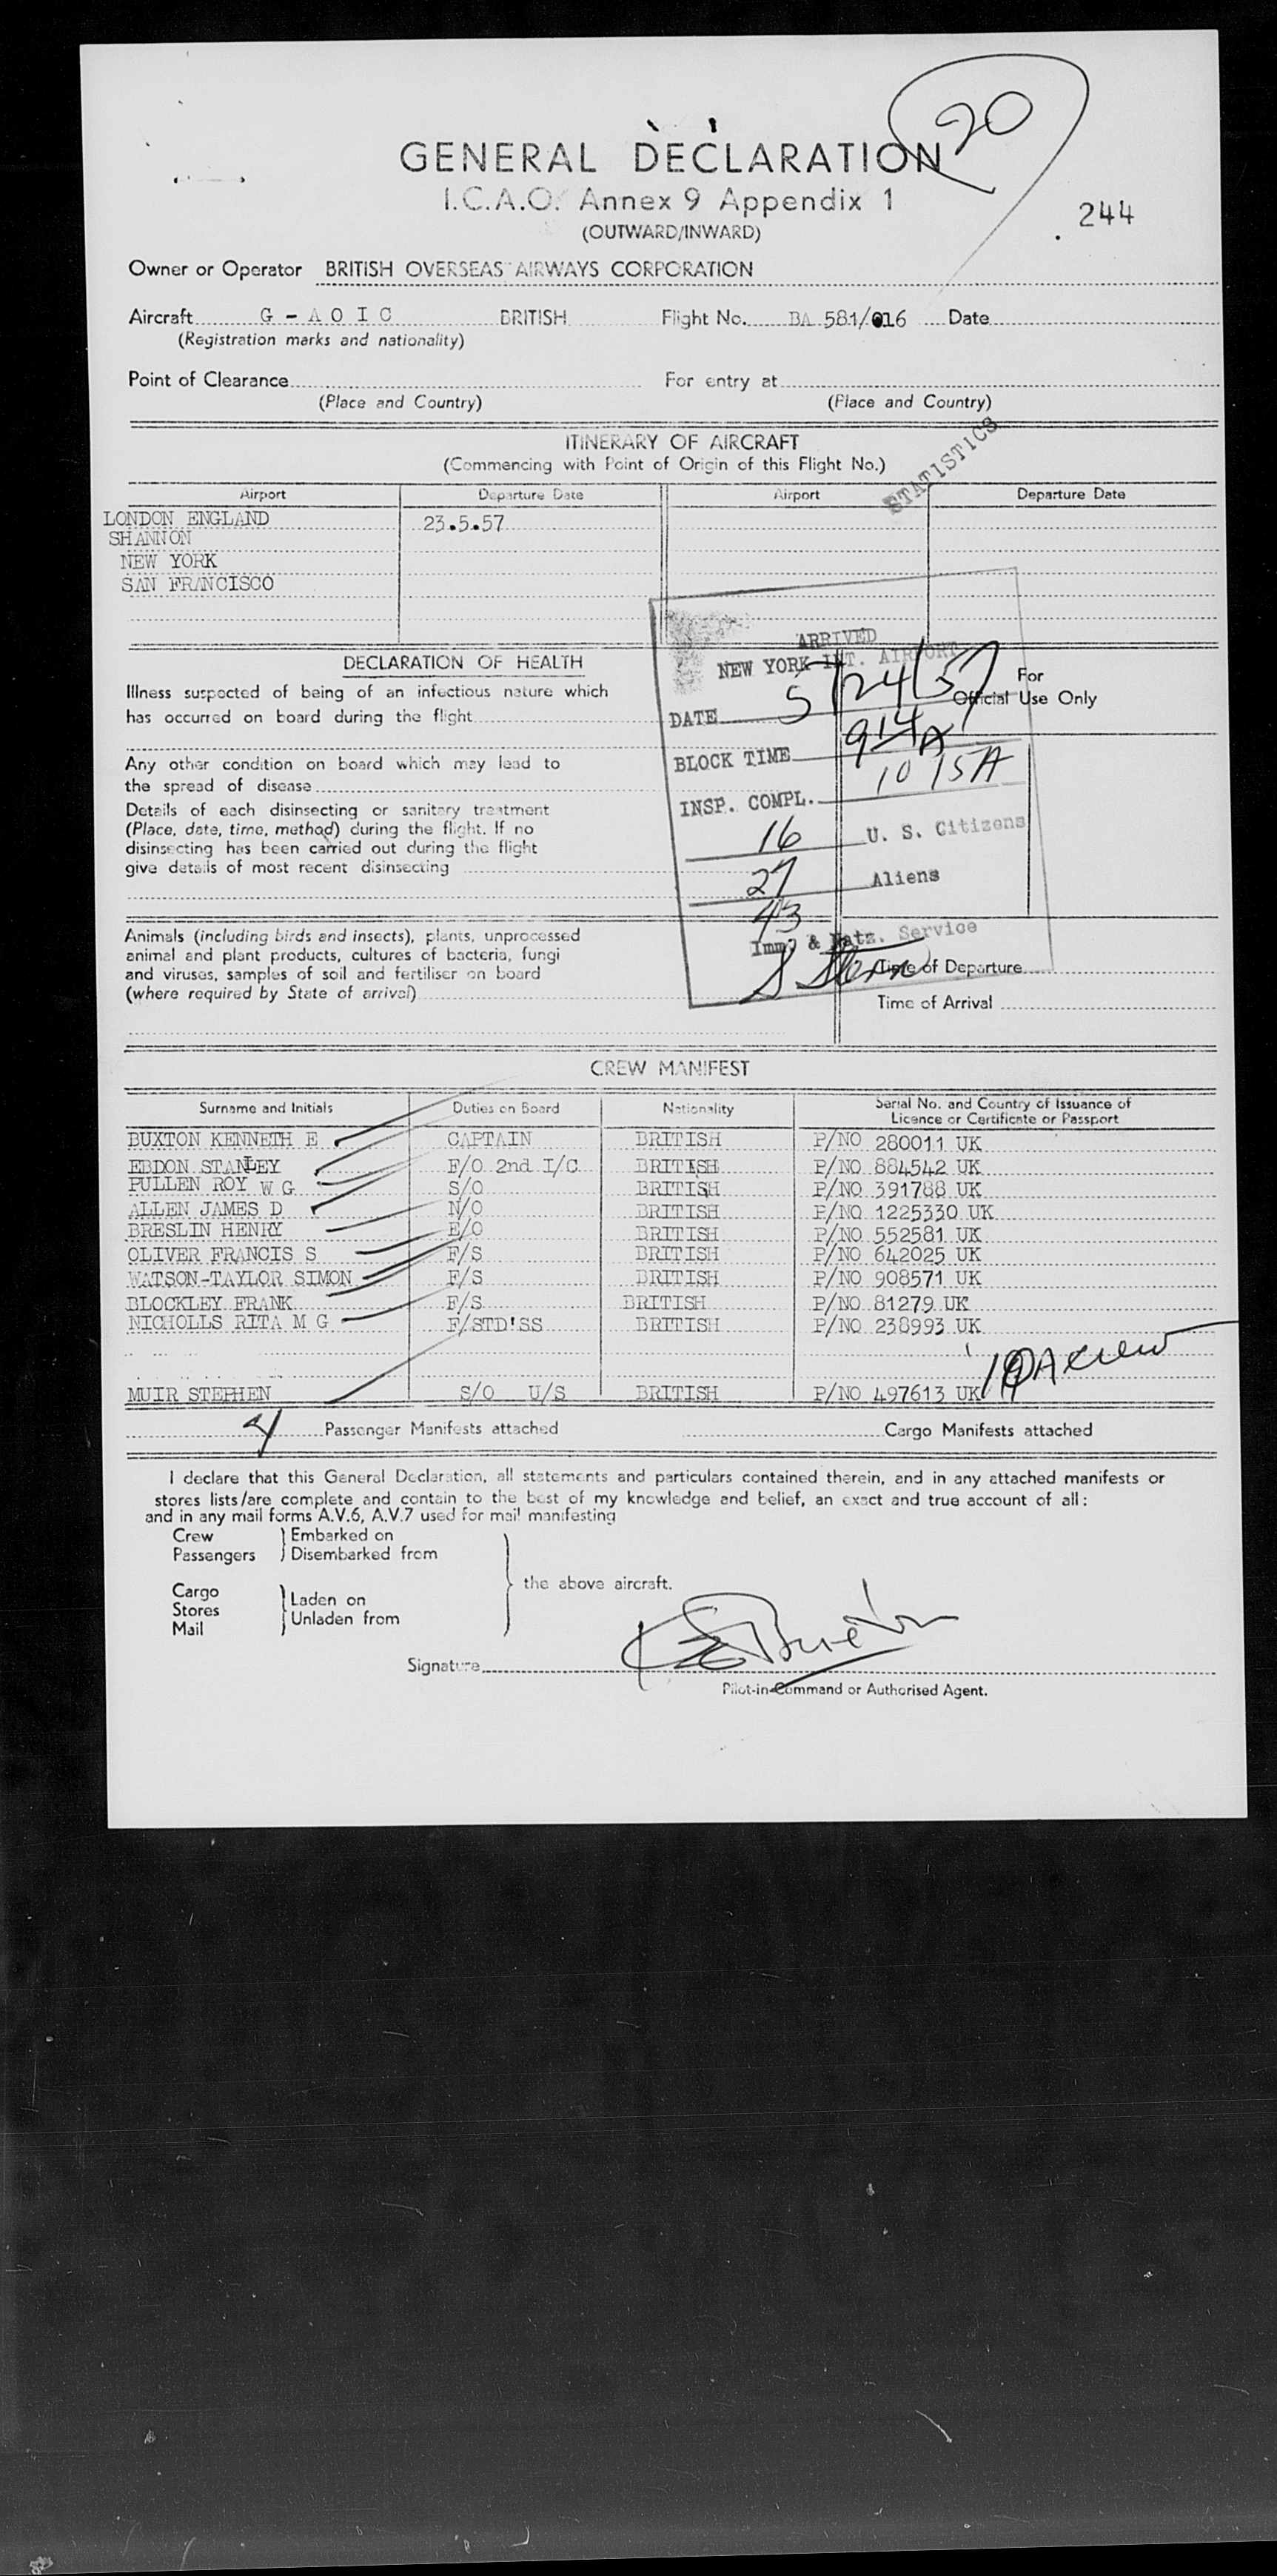 20
GENERAL DECLARATION
I.C.A.O. Annex 9 Appendix 1
(OUTWARD/INWARD)
244
Owner or Operator BRITISH OVERSEAS AIRWAYS CORPORATION
Aircraft G - A O I C BRITISH Flight No. BA 581/016 Date
(Registration marks and nationality)
Point of Clearance For entry at
(Place and Country) (Place and Country)
STATISTICS
ITINERARY OF AIRCRAFT
(Commencing with Point of Origin of this Flight No.)
Airport Departure Date Airport Departure Date
LONDON ENGLAND 23.5.57
SHANNON
NEW YORK
SAN FRANCISCO
ARRIVED
NEW YORK INT. AIRPORT
DATE 5/24/57
BLOCK TIME 914A
INSP. COMPL. 1015A
16 U. S. Citizens
27 Aliens
43
Imm. & Natz. Service
S Stern
DECLARATION OF HEALTH
For
Official Use Only
Illness suspected of being of an infectious nature which
has occurred on board during the flight
Any other condition on board which may lead to
the spread of disease
Details of each disinsecting or sanitary treatment
(Place, date, time, method) during the flight. If no
disinsecting has been carried out during the flight
give details of most recent disinsecting
Animals (including birds and insects), plants, unprocessed
animal and plant products, cultures of bacteria, fungi
and viruses, samples of soil and fertiliser on board
(where required by State of arrival)
Time of Departure
Time of Arrival
CREW MANIFEST
Surname and Initials Duties on Board Nationality Serial No. and Country of Issuance of
Licence or Certificate or Passport
BUXTON KENNETH E CAPTAIN BRITISH P/NO 280011 UK
EBDON STANLEY F/O 2nd I/C BRITISH P/NO 884542 UK
PULLEN ROY W G S/O BRITISH P/NO 391788 UK
ALLEN JAMES D N/O BRITISH P/NO 1225330 UK
BRESLIN HENRY E/O BRITISH P/NO 552581 UK
OLIVER FRANCIS S F/S BRITISH P/NO 642025 UK
WATSON-TAYLOR SIMON F/S BRITISH P/NO 908571 UK
BLOCKLEY FRANK F/S BRITISH P/NO 81279 UK
NICHOLLS RITA M G F/STD'SS BRITISH P/NO 238993 UK
crew
MUIR STEPHEN S/O U/S BRITISH P/NO 497613 UK
Passenger Manifests attached Cargo Manifests attached
I declare that this General Declaration, all statements and particulars contained therein, and in any attached manifests or
stores lists/are complete and contain to the best of my knowledge and belief, an exact and true account of all:
and in any mail forms A.V.6, A.V.7 used for mail manifesting
Crew Embarked on
Passengers Disembarked from
the above aircraft.
Cargo Laden on
Stores Unladen from
Mail
Signature
Pilot-in-Command or Authorised Agent.